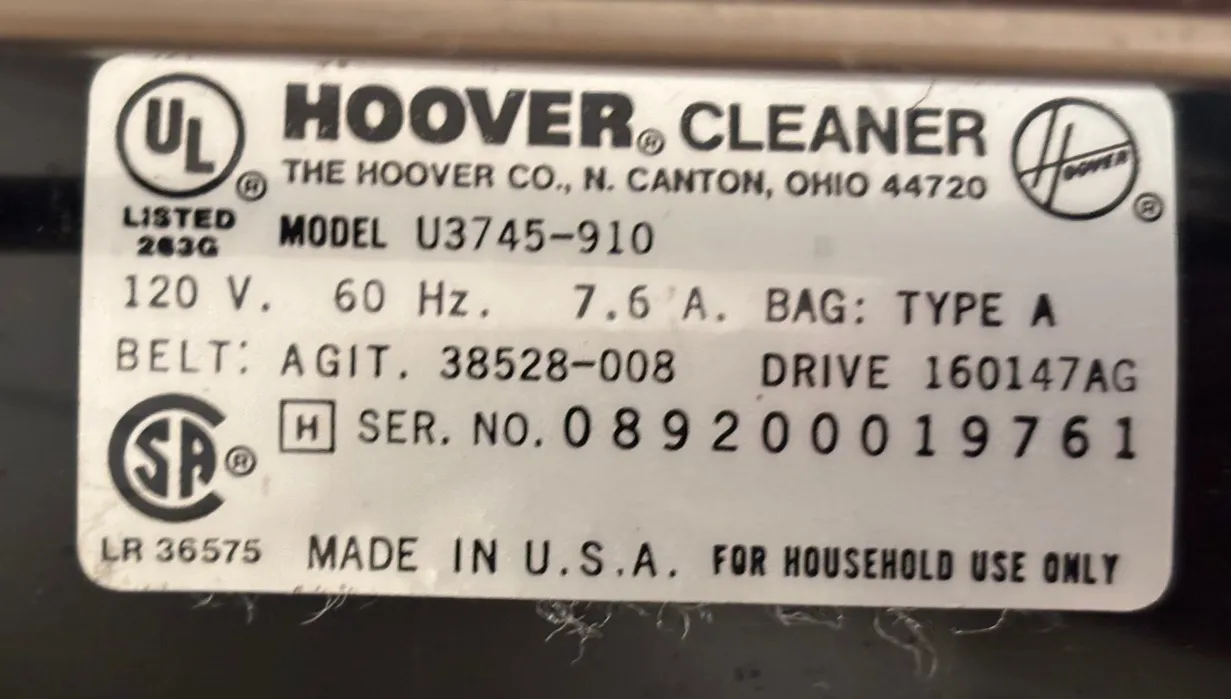 UL ® HOOVER® CLEANER
THE HOOVER CO., N. CANTON, OHIO 44720
HOOVER ®
LISTED
263G
MODEL U3745-910
120 V. 60 Hz. 7.6 A. BAG: TYPE A
BELT: AGIT. 38528-008 DRIVE 160147AG
H SER. NO. 089200019761
SA ®
LR 36575 MADE IN U.S.A. FOR HOUSEHOLD USE ONLY